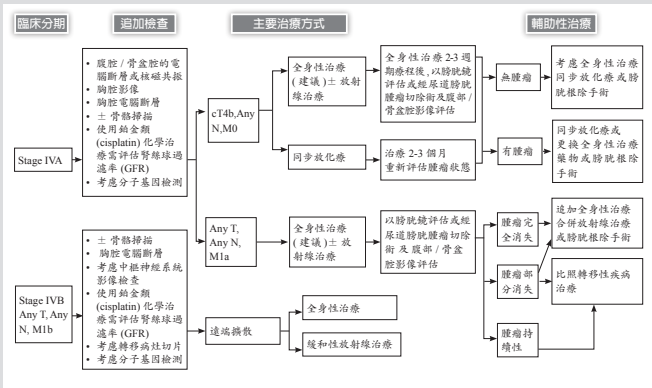 臨床分期
追加檢查
主要治療方式
輔助性治療
Stage IVA
• 腹腔 / 骨盆腔的電
腦斷層或核磁共振
• 胸腔影像
• 胸腔電腦斷層
• ± 骨骼掃描
• 使用鉑金類
(cisplatin) 化學治
療需評估腎絲球過
濾率 (GFR)
• 考慮分子基因檢測
cT4b,Any
N,M0
全身性治療
( 建議 ) ± 放射
線治療
全身性治療 2-3 週
期療程後, 以膀胱鏡
評估或經尿道膀胱
腫瘤切除術及腹部 /
骨盆腔影像評估
無腫瘤
考慮全身性治療
同步放化療或膀
胱根除手術
同步放化療
治療 2-3 個月
重新評估腫瘤狀態
有腫瘤
同步放化療或
更換全身性治療
藥物或膀胱根除
手術
Any T,
Any N,
M1a
全身性治療
( 建議 ) ± 放
射線治療
以膀胱鏡評估或經
尿道膀胱腫瘤切除
術 及 腹部 / 骨盆
腔影像評估
腫瘤完
全消失
追加全身性治療
合併放射線治療
或膀胱根除手術
腫瘤部
分消失
比照轉移性疾病
治療
腫瘤持
續性
Stage IVB
Any T, Any
N, M1b
• ± 骨骼掃描
• 胸腔電腦斷層
• 考慮中樞神經系統
影像檢查
• 使用鉑金類
(cisplatin) 化學治
療需評估腎絲球過
濾率 (GFR)
• 考慮轉移病灶切片
• 考慮分子基因檢測
遠端擴散
全身性治療
緩和性放射線治療